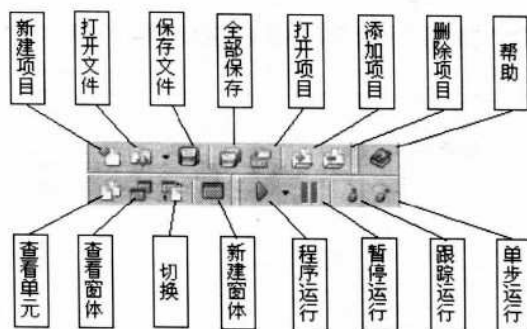 新建项目
打开文件
保存文件
全部保存
打开项目
添加项目
删除项目
帮助
查看单元
查看窗体
切换
新建窗体
程序运行
暂停运行
跟踪运行
单步运行